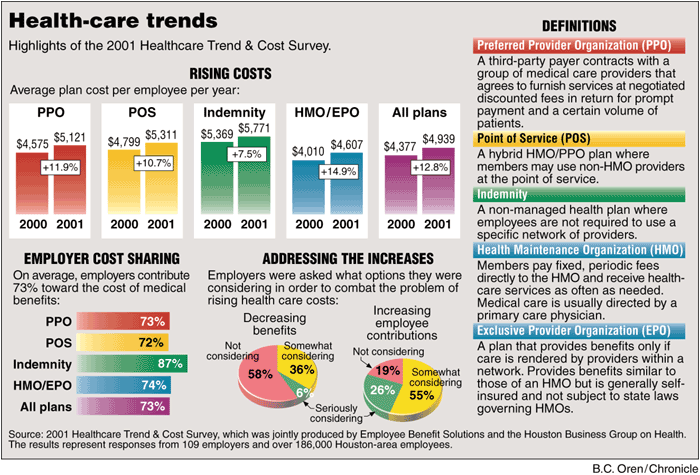 Health-care trends
Highlights of the 2001 Healthcare Trend & Cost Survey.
RISING COSTS
Average plan cost per employee per year:
PPO
$4,575
$5,121
+11.9%
2000 2001
POS
$4,799
$5,311
+10.7%
2000 2001
Indemnity
$5,369
$5,771
+7.5%
2000 2001
HMO/EPO
$4,010
$4,607
+14.9%
2000 2001
All plans
$4,377
$4,939
+12.8%
2000 2001
EMPLOYER COST SHARING
On average, employers contribute
73% toward the cost of medical
benefits:
PPO 73%
POS 72%
Indemnity 87%
HMO/EPO 74%
All plans 73%
ADDRESSING THE INCREASES
Employers were asked what options they were
considering in order to combat the problem of
rising health care costs:
Decreasing
benefits
Not
considering
58%
Somewhat
considering
36%
6%
Seriously
considering
Increasing
employee
contributions
Not considering
19%
26%
Somewhat
considering
55%
DEFINITIONS
Preferred Provider Organization (PPO)
A third-party payer contracts with a
group of medical care providers that
agrees to furnish services at negotiated
discounted fees in return for prompt
payment and a certain volume of
patients.
Point of Service (POS)
A hybrid HMO/PPO plan where
members may use non-HMO providers
at the point of service.
Indemnity
A non-managed health plan where
employees are not required to use a
specific network of providers.
Health Maintenance Organization (HMO)
Members pay fixed, periodic fees
directly to the HMO and receive health-
care services as often as needed.
Medical care is usually directed by a
primary care physician.
Exclusive Provider Organization (EPO)
A plan that provides benefits only if
care is rendered by providers within a
network. Provides benefits similar to
those of an HMO but is generally self-
insured and not subject to state laws
governing HMOs.
Source: 2001 Healthcare Trend & Cost Survey, which was jointly produced by Employee Benefit Solutions and the Houston Business Group on Health.
The results represent responses from 109 employers and over 186,000 Houston-area employees.
B.C. Oren/Chronicle